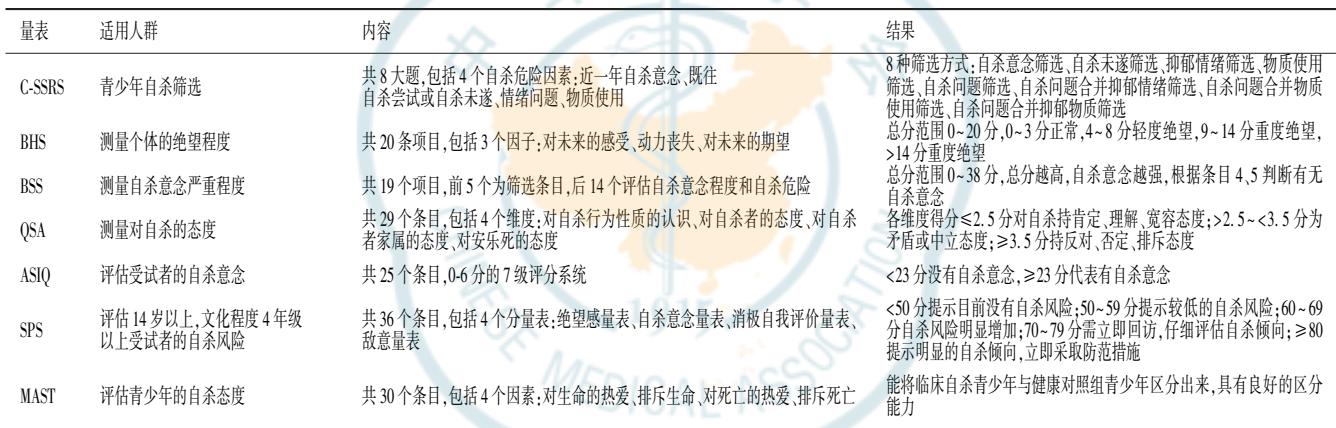 量表 适用人群 内容 结果
C-SSRS 青少年自杀筛选 共8大题,包括4个自杀危险因素:近一年自杀意念、既往
自杀尝试或自杀未遂、情绪问题、物质使用
8种筛选方式:自杀意念筛选、自杀未遂筛选、抑郁情绪筛选、物质使用
筛选、自杀问题筛选、自杀问题合并抑郁情绪筛选、自杀问题合并物质
使用筛选、自杀问题合并抑郁物质筛选
BHS 测量个体的绝望程度 共20条项目,包括3个因子:对未来的感受、动力丧失、对未来的期望
总分范围0~20分,0~3分正常,4~8分轻度绝望,9~14分重度绝望,
>14分重度绝望
BSS 测量自杀意念严重程度 共19个项目,前5个为筛选条目,后14个评估自杀意念程度和自杀危险
总分范围0~38分,总分越高,自杀意念越强,根据条目4、5判断有无
自杀意念
QSA 测量对自杀的态度 共29个条目,包括4个维度:对自杀行为性质的认识、对自杀者的态度、对自杀
者家属的态度、对安乐死的态度
各维度得分≤2.5分对自杀持肯定、理解、宽容态度;>2.5~<3.5分为
矛盾或中立态度;≥3.5分持反对、否定、排斥态度
ASIQ 评估受试者的自杀意念 共25个条目,0-6分的7级评分系统 <23分没有自杀意念,≥23分代表有自杀意念
SPS 评估14岁以上,文化程度4年级
以上受试者的自杀风险
共36个条目,包括4个分量表:绝望感量表、自杀意念量表、消极自我评价量表、
敌意量表
<50分提示目前没有自杀风险;50~59分提示较低的自杀风险;60~69
分自杀风险明显增加;70~79分需立即回访,仔细评估自杀倾向;≥80
提示明显的自杀倾向,立即采取防范措施
MAST 评估青少年的自杀态度 共30个条目,包括4个因素:对生命的热爱、排斥生命、对死亡的热爱、排斥死亡
能将临床自杀青少年与健康对照组青少年区分出来,具有良好的区分
能力
1915
CHINESE MEDICAL ASSOCIATION